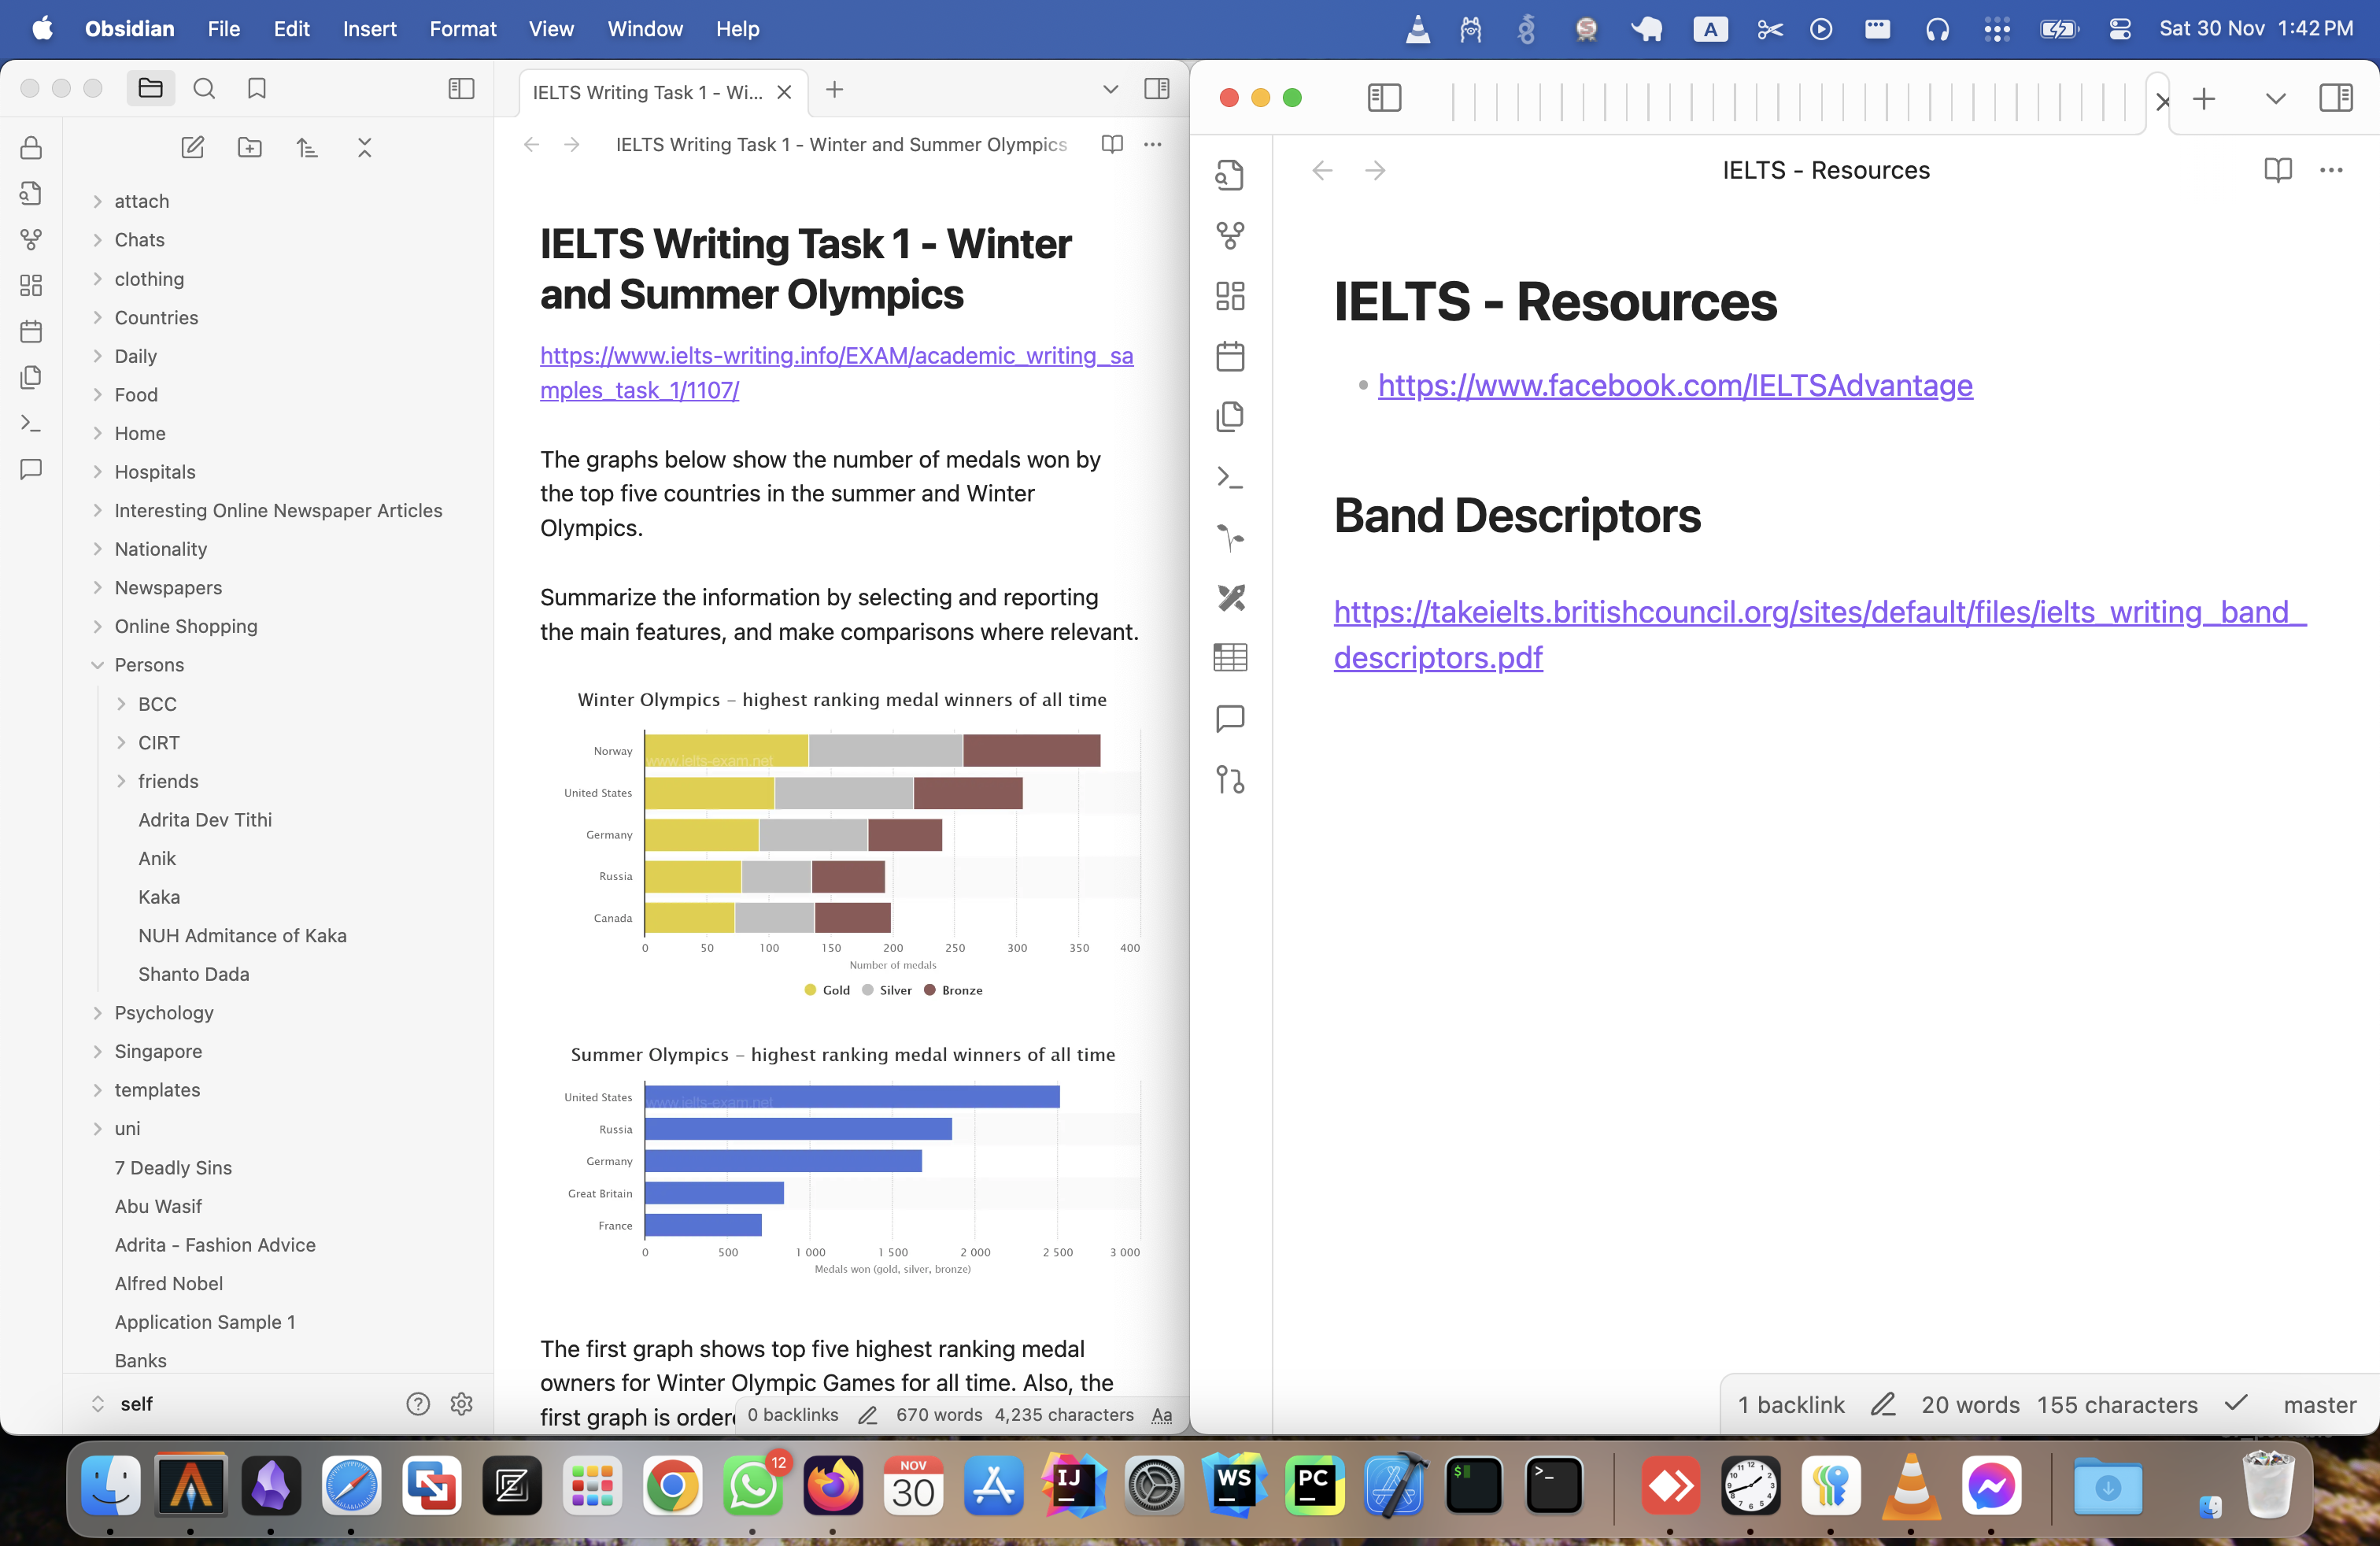 Obsidian File Edit Insert Format View Window Help
A
Sat 30 Nov 1:42 PM
IELTS Writing Task 1 - Wi...
IELTS Writing Task 1 - Winter and Summer Olympics
attach
Chats
clothing
Countries
Daily
Food
Home
Hospitals
Interesting Online Newspaper Articles
Nationality
Newspapers
Online Shopping
Persons
BCC
CIRT
friends
Adrita Dev Tithi
Anik
Kaka
NUH Admitance of Kaka
Shanto Dada
Psychology
Singapore
templates
uni
7 Deadly Sins
Abu Wasif
Adrita - Fashion Advice
Alfred Nobel
Application Sample 1
Banks
self
IELTS Writing Task 1 - Winter
and Summer Olympics
https://www.ielts-writing.info/EXAM/academic_writing_sa
mples_task_1/1107/
The graphs below show the number of medals won by
the top five countries in the summer and Winter
Olympics.
Summarize the information by selecting and reporting
the main features, and make comparisons where relevant.
Winter Olympics – highest ranking medal winners of all time
Norway
www.ielts-exam.net
United States
Germany
Russia
Canada
0 50 100 150 200 250 300 350 400
Number of medals
Gold Silver Bronze
Summer Olympics – highest ranking medal winners of all time
United States
www.ielts-exam.net
Russia
Germany
Great Britain
France
0 500 1 000 1 500 2 000 2 500 3 000
Medals won (gold, silver, bronze)
The first graph shows top five highest ranking medal
owners for Winter Olympic Games for all time. Also, the
first graph is ordere
0 backlinks 670 words 4,235 characters Aa
IELTS - Resources
IELTS - Resources
https://www.facebook.com/IELTSAdvantage
Band Descriptors
https://takeielts.britishcouncil.org/sites/default/files/ielts_writing_band_
descriptors.pdf
1 backlink 20 words 155 characters master
12
NOV
30
IJ
WS
PC
$
>_